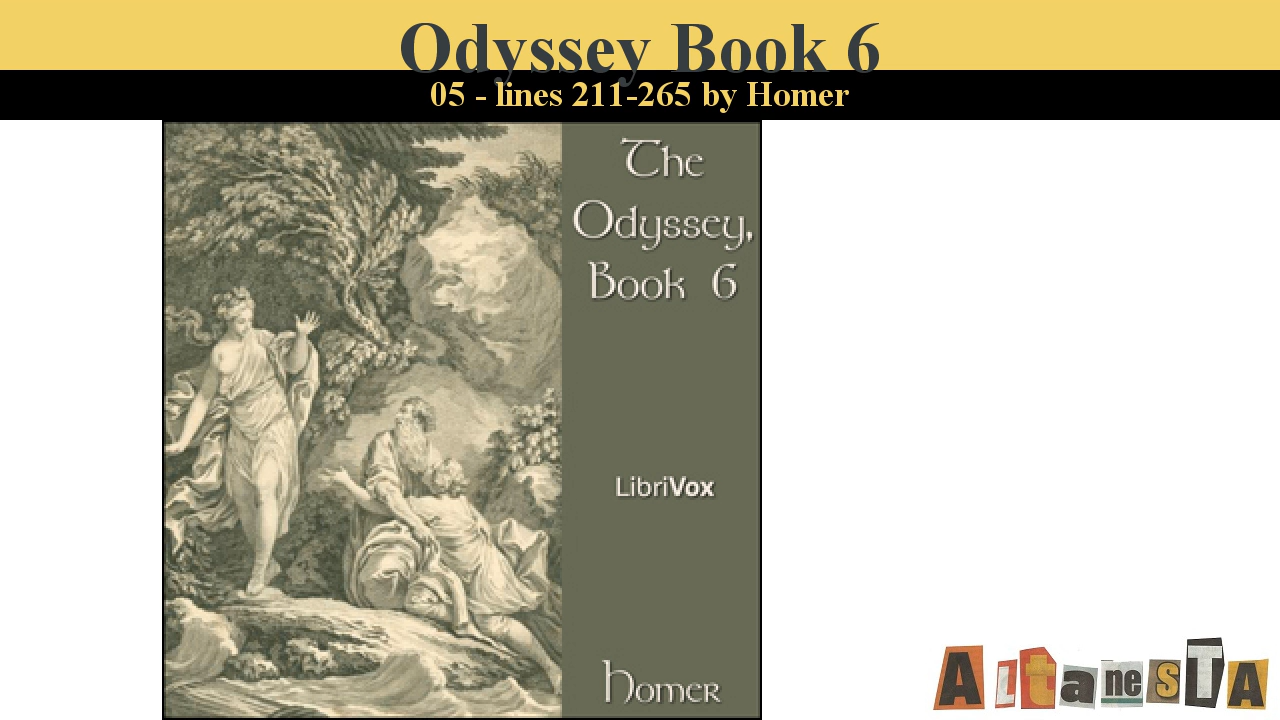 Odyssey Book 6
05 - lines 211-265 by Homer
The
Odyssey,
Book 6
LibriVox
Homer
AltanesTA